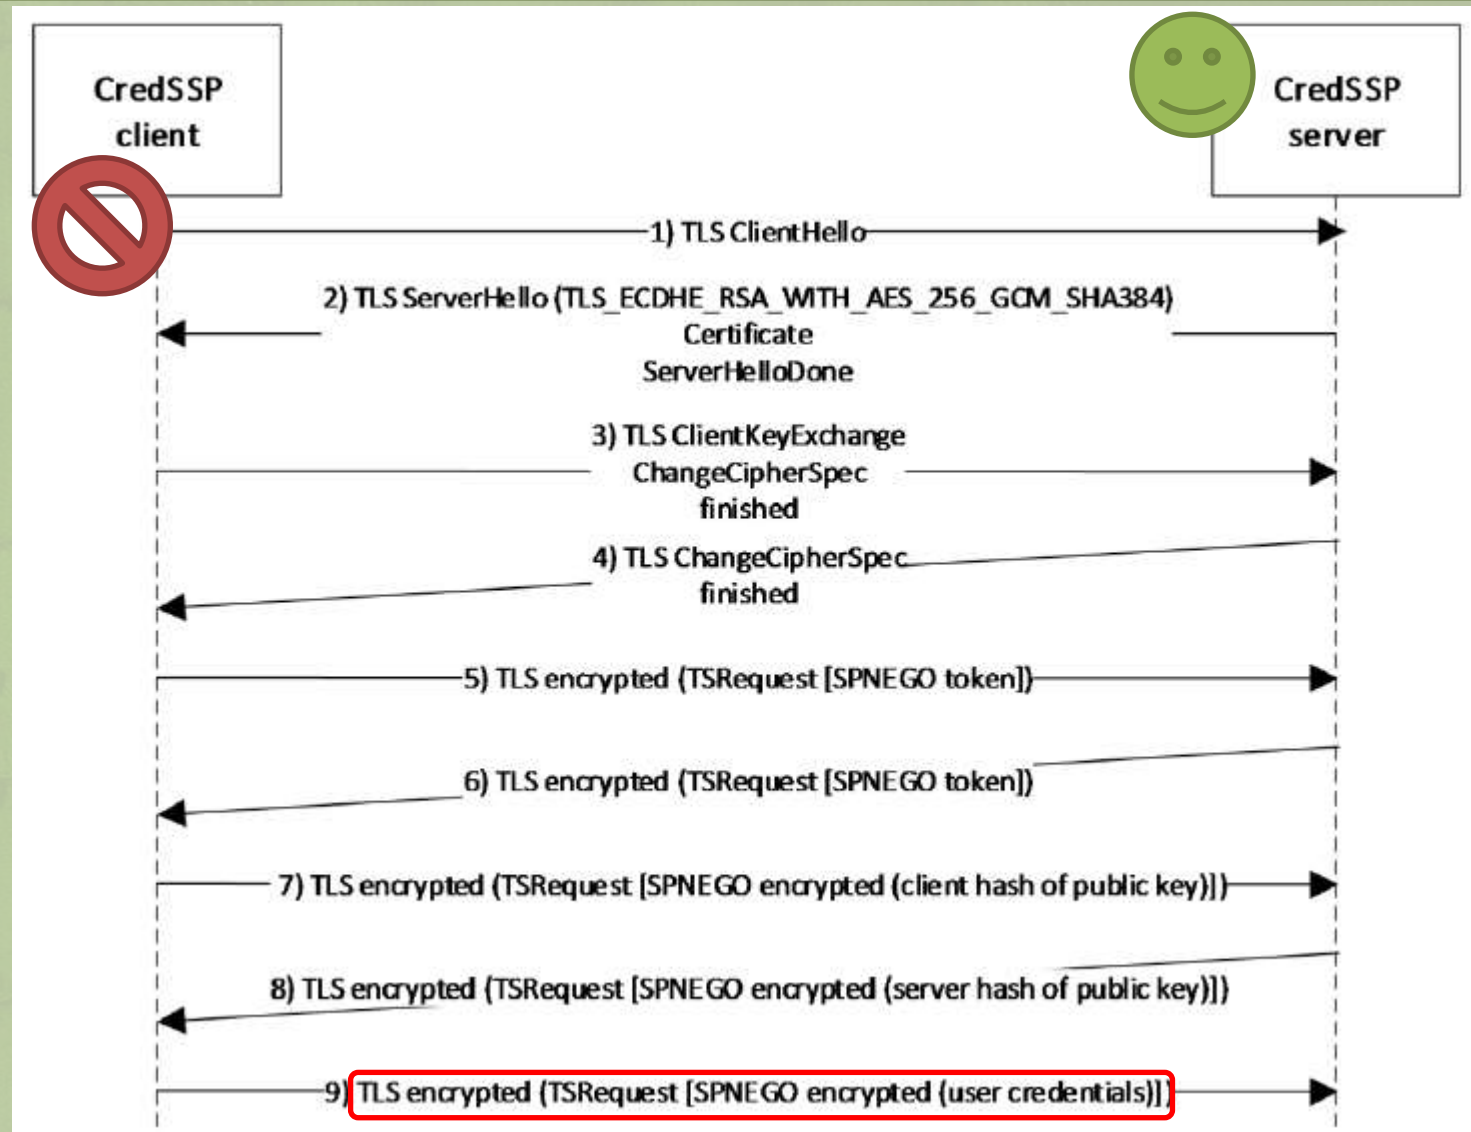 CredSSP
client
CredSSP
server
1) TLS ClientHello
2) TLS ServerHello (TLS_ECDHE_RSA_WITH_AES_256_GCM_SHA384)
Certificate
ServerHelloDone
3) TLS ClientKeyExchange
ChangeCipherSpec
finished
4) TLS ChangeCipherSpec
finished
5) TLS encrypted (TSRequest [SPNEGO token])
6) TLS encrypted (TSRequest [SPNEGO token])
7) TLS encrypted (TSRequest [SPNEGO encrypted (client hash of public key)])
8) TLS encrypted (TSRequest [SPNEGO encrypted (server hash of public key)])
9) TLS encrypted (TSRequest [SPNEGO encrypted (user credentials)])